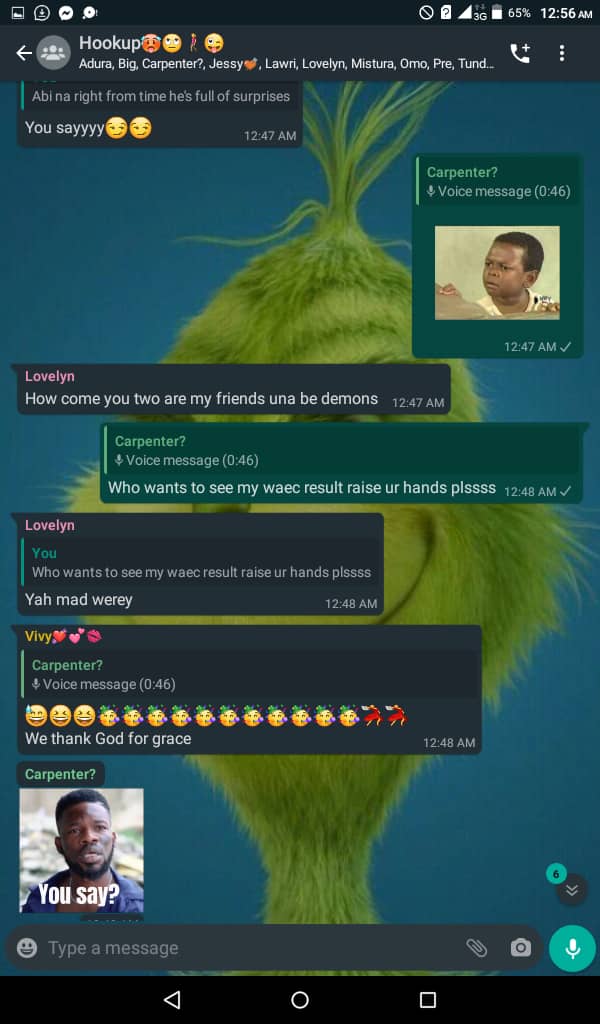 3G 65% 12:56 AM
Hookup🥵🙄🚶‍♀️😜
Adura, Big, Carpenter?, Jessy, Lawri, Lovelyn, Mistura, Omo, Pre, Tund...
Abi na right from time he's full of surprises
You sayyyy😏😏 12:47 AM
Carpenter?
Voice message (0:46)
12:47 AM
Lovelyn
How come you two are my friends una be demons 12:47 AM
Carpenter?
Voice message (0:46)
Who wants to see my waec result raise ur hands plssss 12:48 AM
Lovelyn
You
Who wants to see my waec result raise ur hands plssss
Yah mad werey 12:48 AM
Vivy💘💕💋
Carpenter?
Voice message (0:46)
😅😆😆🥳🥳🥳🥳🥳🥳🥳🥳🥳🥳🥳💃💃
We thank God for grace 12:48 AM
Carpenter?
You say?
6
Type a message